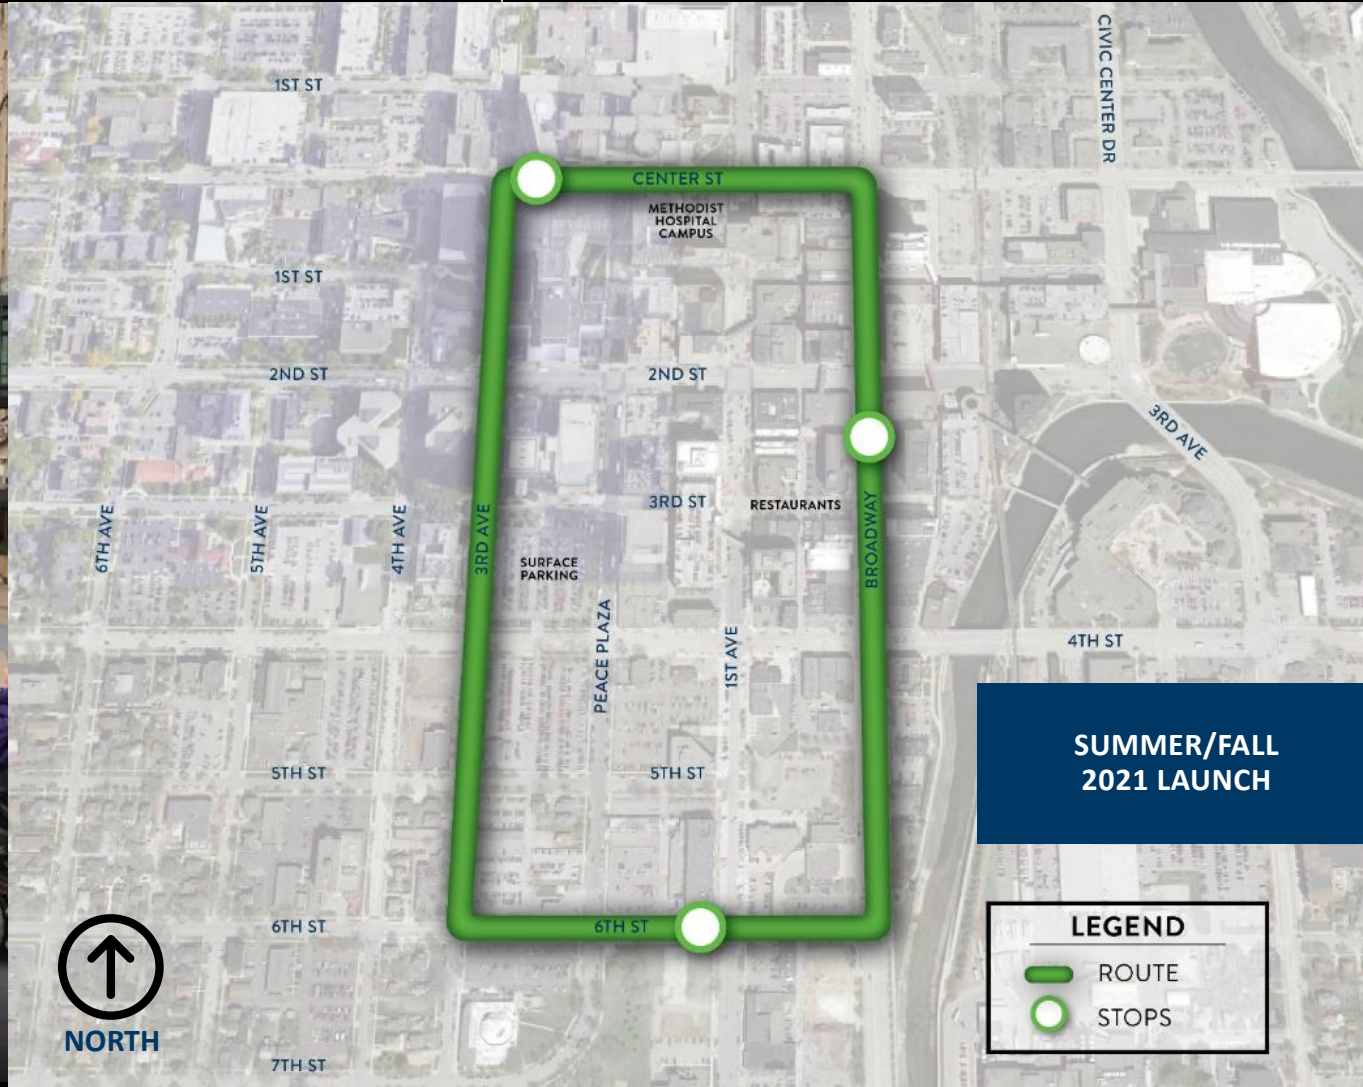 CIVIC CENTER DR
1ST ST
CENTER ST
METHODIST
HOSPITAL
CAMPUS
1ST ST
2ND ST
2ND ST
3RD AVE
3RD ST
RESTAURANTS
6TH AVE
5TH AVE
4TH AVE
3RD AVE
BROADWAY
SURFACE
PARKING
PEACE PLAZA
1ST AVE
4TH ST
SUMMER/FALL
2021 LAUNCH
5TH ST
5TH ST
6TH ST
6TH ST
LEGEND
ROUTE
STOPS
NORTH
7TH ST